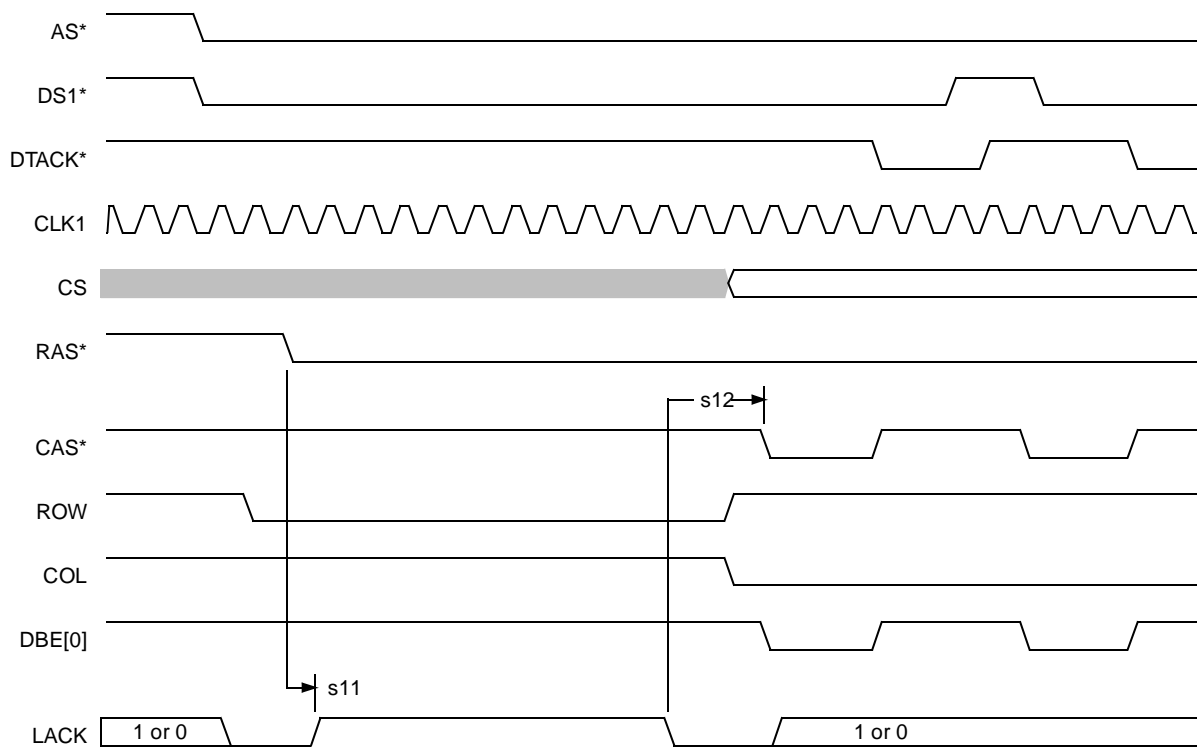 AS*
DS1*
DTACK*
CLK1
CS
RAS*
s12
CAS*
ROW
COL
DBE[0]
s11
LACK 1 or 0 1 or 0